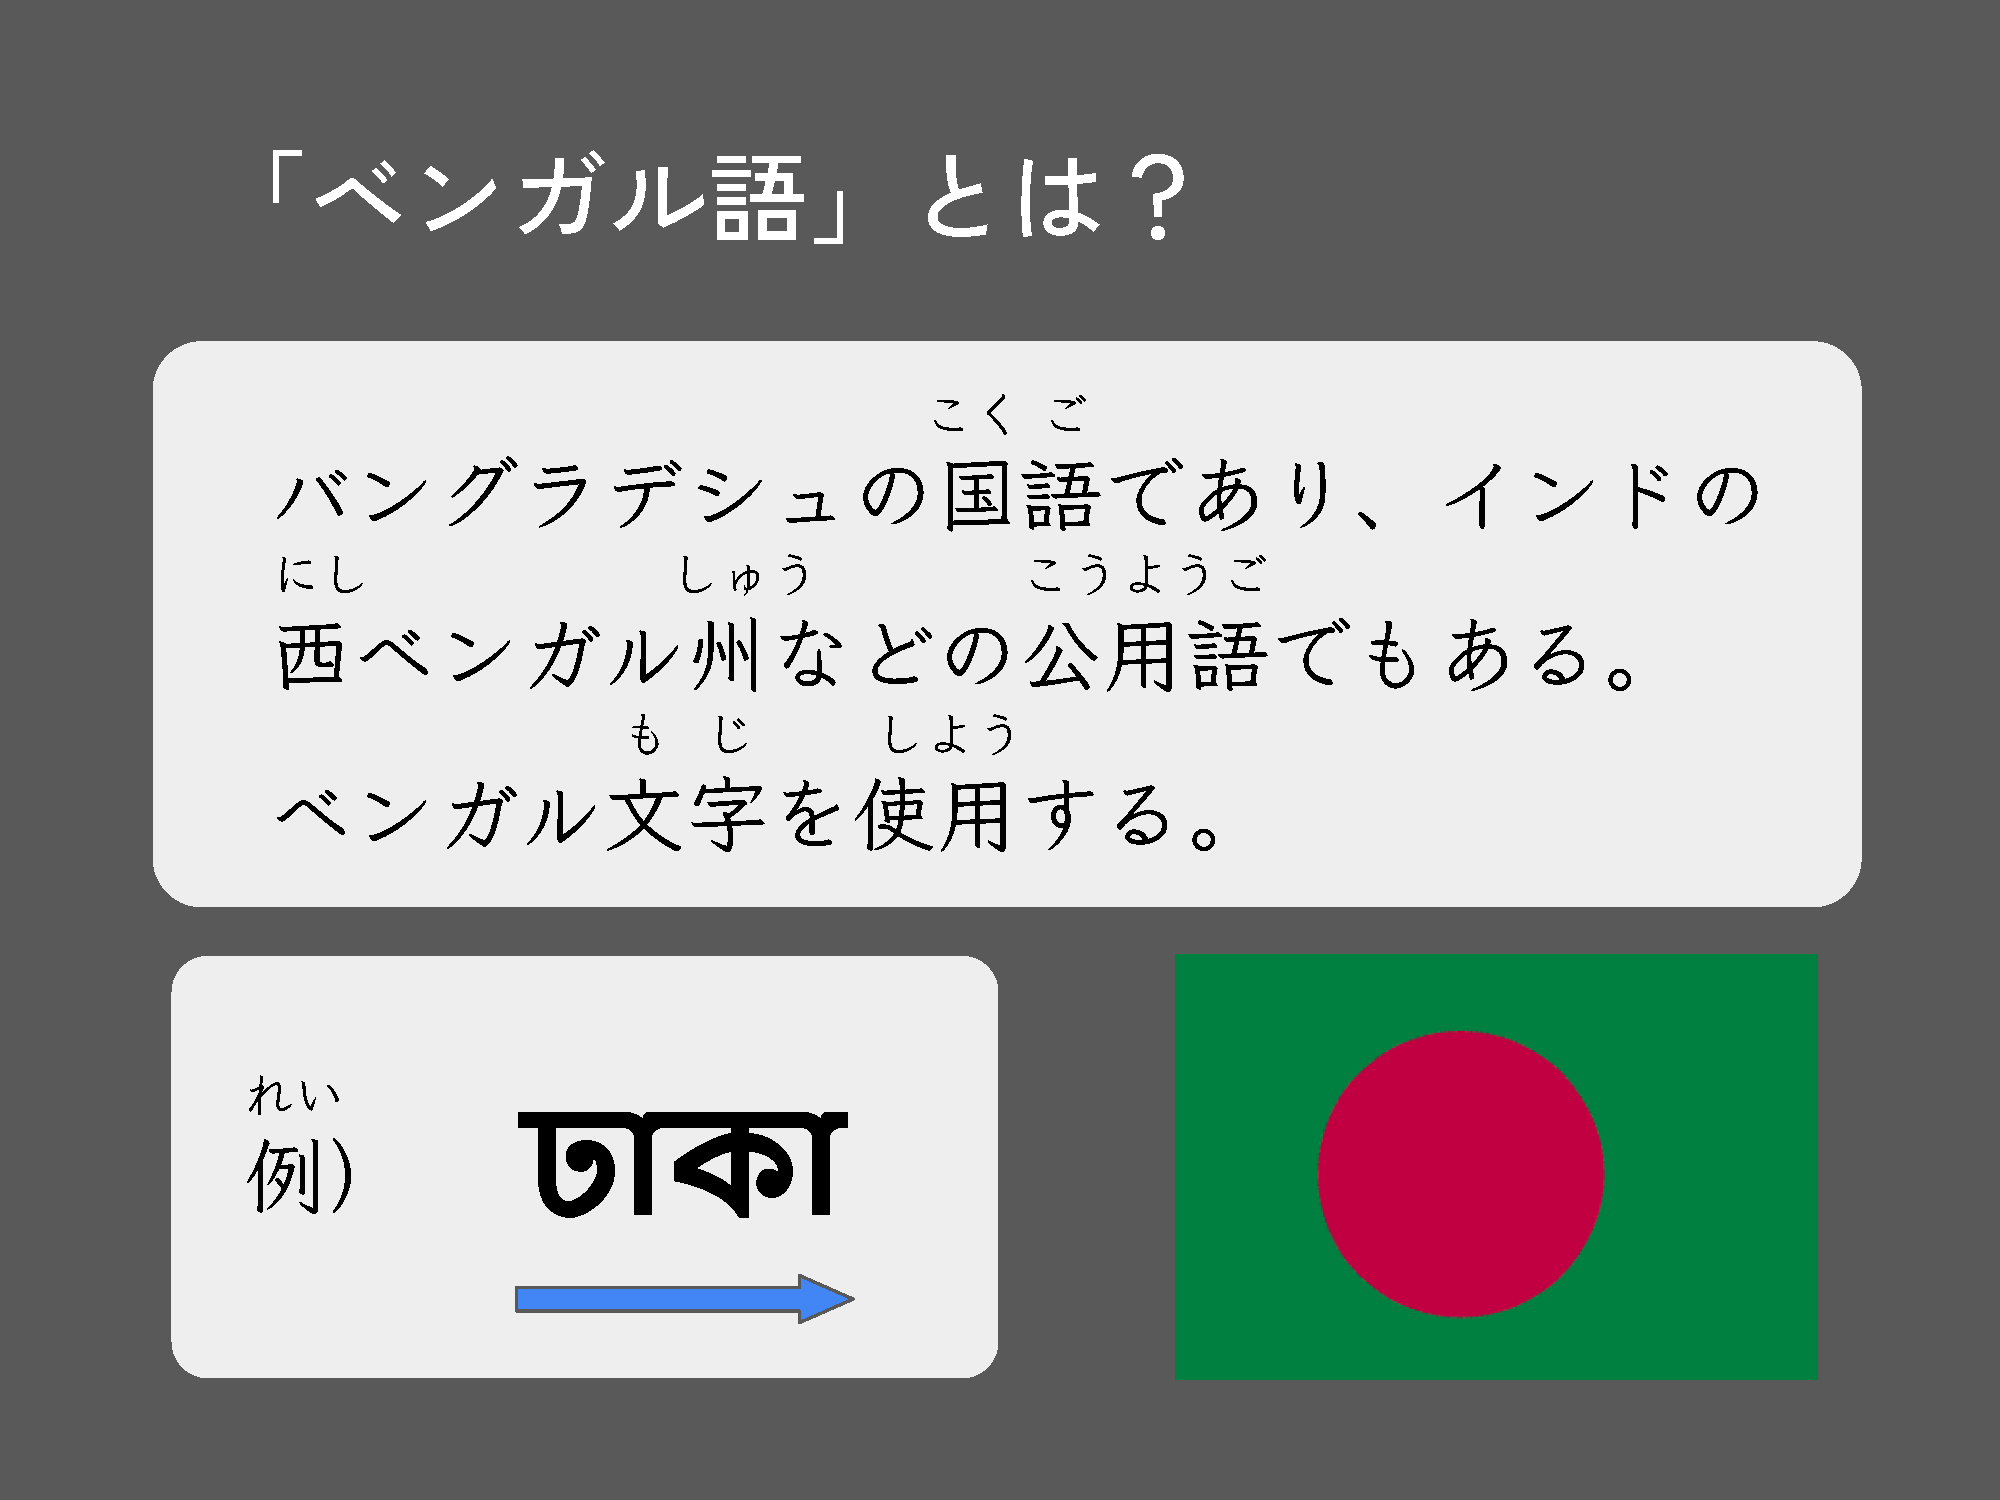 「ベンガル語」とは？
こく ご
バングラデシュの国語であり、インドの
にし しゅう こうようご
西ベンガル州などの公用語でもある。
も じ しよう
ベンガル文字を使用する。
れい
例) ঢাকা